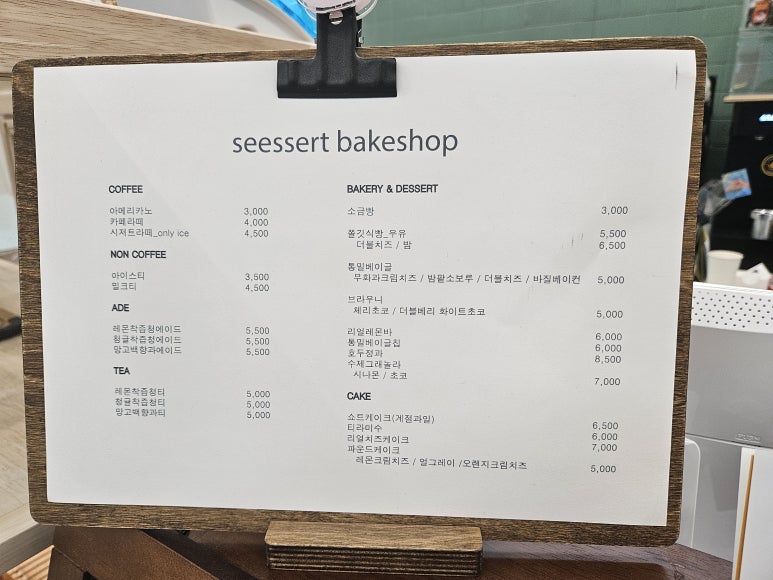 seessert bakeshop
COFFEE
아메리카노 3,000
카페라떼 4,000
시저트라떼_only ice 4,500
NON COFFEE
아이스티 3,500
밀크티 4,500
ADE
레몬착즙청에이드 5,500
청귤착즙청에이드 5,500
망고백향과에이드 5,500
TEA
레몬착즙청티 5,000
청귤착즙청티 5,000
망고백향과티 5,000
BAKERY & DESSERT
소금빵 3,000
쫄깃식빵_우유 5,500
더블치즈 / 밤 6,500
통밀베이글
무화과크림치즈 / 밤팥소보루 / 더블치즈 / 바질베이컨 5,000
브라우니
체리초코 / 더블베리 화이트초코 5,000
리얼레몬바 6,000
통밀베이글칩 6,000
호두정과 8,500
수제그래놀라
시나몬 / 초코 7,000
CAKE
쇼트케이크(계절과일) 6,500
티라미수 6,000
리얼치즈케이크 7,000
파운드케이크
레몬크림치즈 / 얼그레이 /오랜지크림치즈 5,000